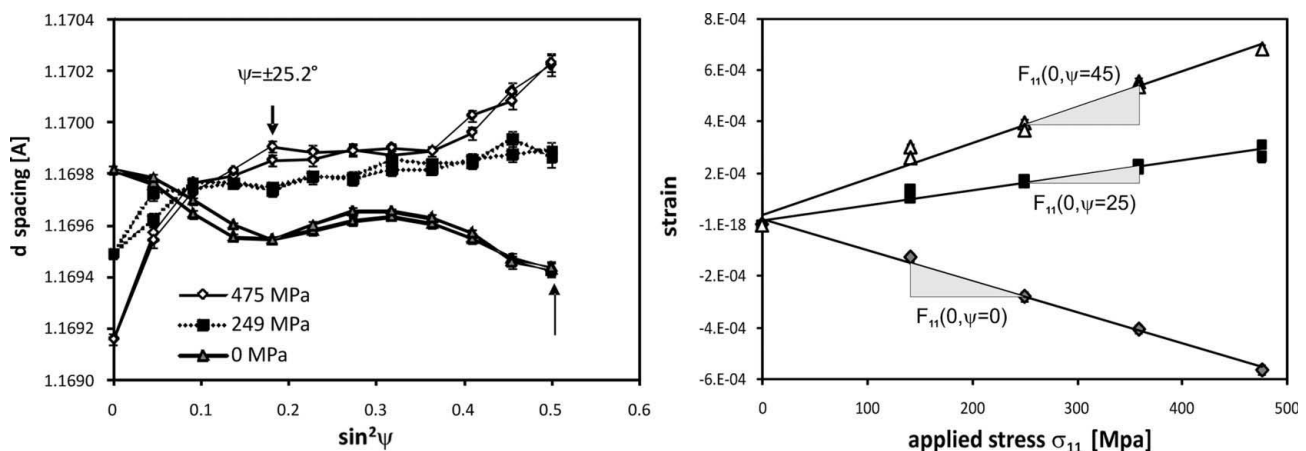 1.1704
1.1702
1.1700
1.1698
1.1696
1.1694
1.1692
1.1690
d spacing [A]
ψ=±25.2°
475 MPa
249 MPa
0 MPa
0 0.1 0.2 0.3 0.4 0.5 0.6
sin²ψ
8.E-04
6.E-04
4.E-04
2.E-04
-1.E-18
-2.E-04
-4.E-04
-6.E-04
strain
F₁₁(0,ψ=45)
F₁₁(0,ψ=25)
F₁₁(0,ψ=0)
0 100 200 300 400 500
applied stress σ₁₁ [Mpa]